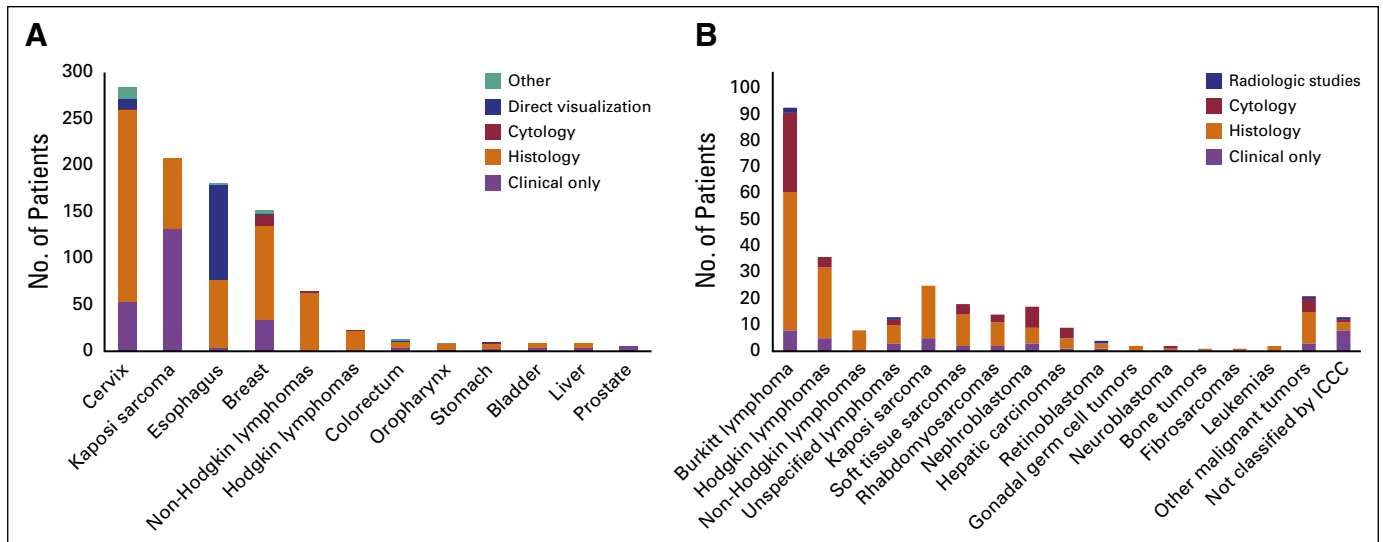 A
No. of Patients
300
250
200
150
100
50
0
Other
Direct visualization
Cytology
Histology
Clinical only
Cervix
Kaposi sarcoma
Esophagus
Breast
Non-Hodgkin lymphomas
Hodgkin lymphomas
Colorectum
Oropharynx
Stomach
Bladder
Liver
Prostate
B
No. of Patients
100
90
80
70
60
50
40
30
20
10
0
Radiologic studies
Cytology
Histology
Clinical only
Burkitt lymphoma
Hodgkin lymphomas
Non-Hodgkin lymphomas
Unspecified lymphomas
Kaposi sarcoma
Soft tissue sarcomas
Rhabdomyosarcomas
Nephroblastoma
Hepatic carcinomas
Retinoblastoma
Gonadal germ cell tumors
Neuroblastoma
Bone tumors
Fibrosarcomas
Leukemias
Other malignant tumors
Not classified by ICCC